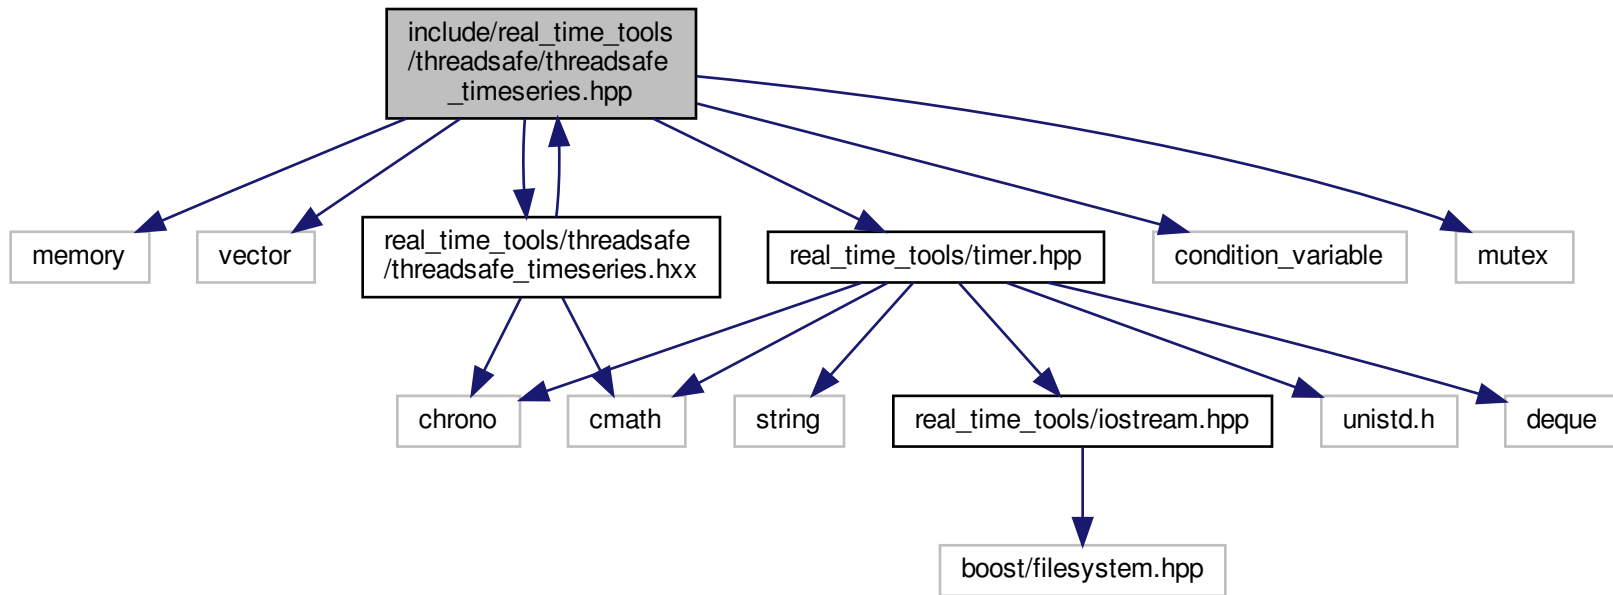 include/real_time_tools
/threadsafe/threadsafe
_timeseries.hpp
memory
vector
real_time_tools/threadsafe
/threadsafe_timeseries.hxx
real_time_tools/timer.hpp
condition_variable
mutex
chrono
cmath
string
real_time_tools/iostream.hpp
unistd.h
deque
boost/filesystem.hpp